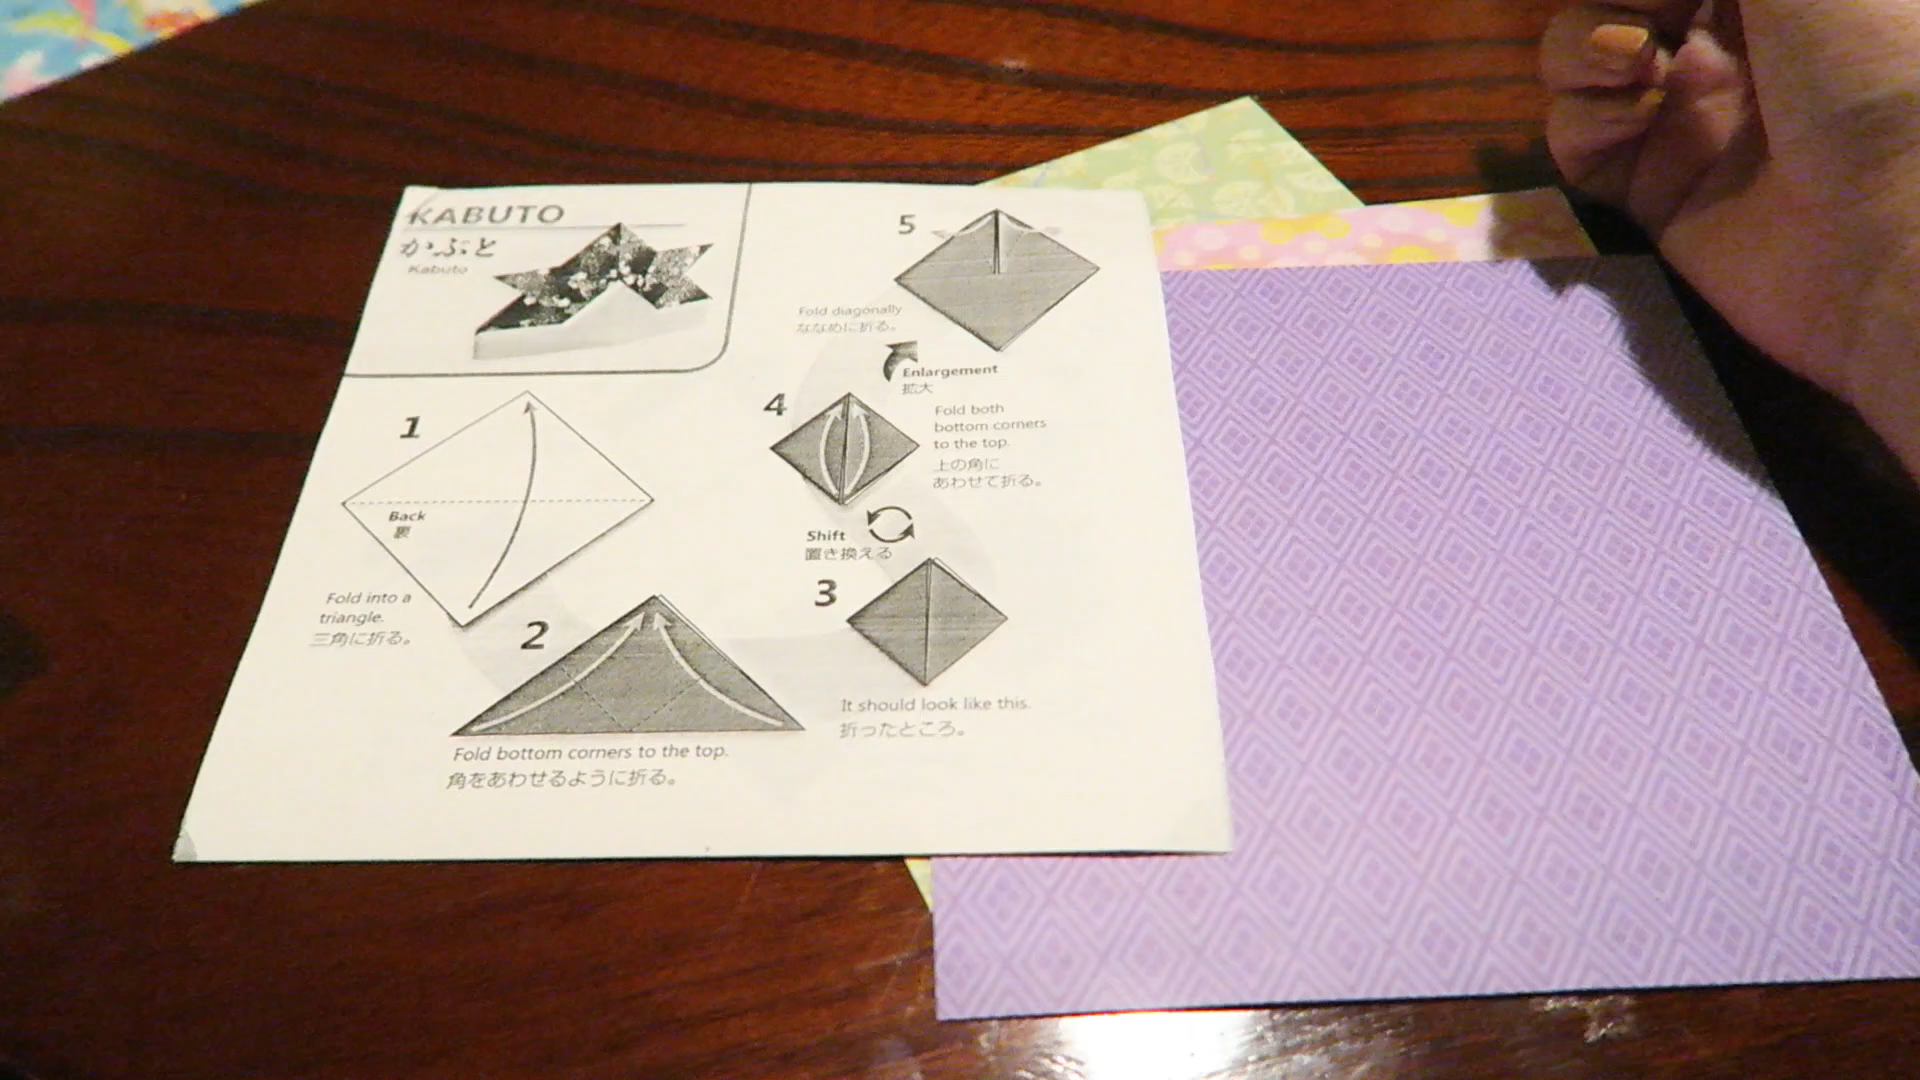 KABUTO
かぶと
Kabuto
1
Back
裏
Fold into a
triangle.
三角に折る。
2
Fold bottom corners to the top.
角をあわせるように折る。
3
It should look like this.
折ったところ。
Shift
置き換える
4
Fold both
bottom corners
to the top.
上の角に
あわせて折る。
Enlargement
拡大
5
Fold diagonally
ななめに折る。